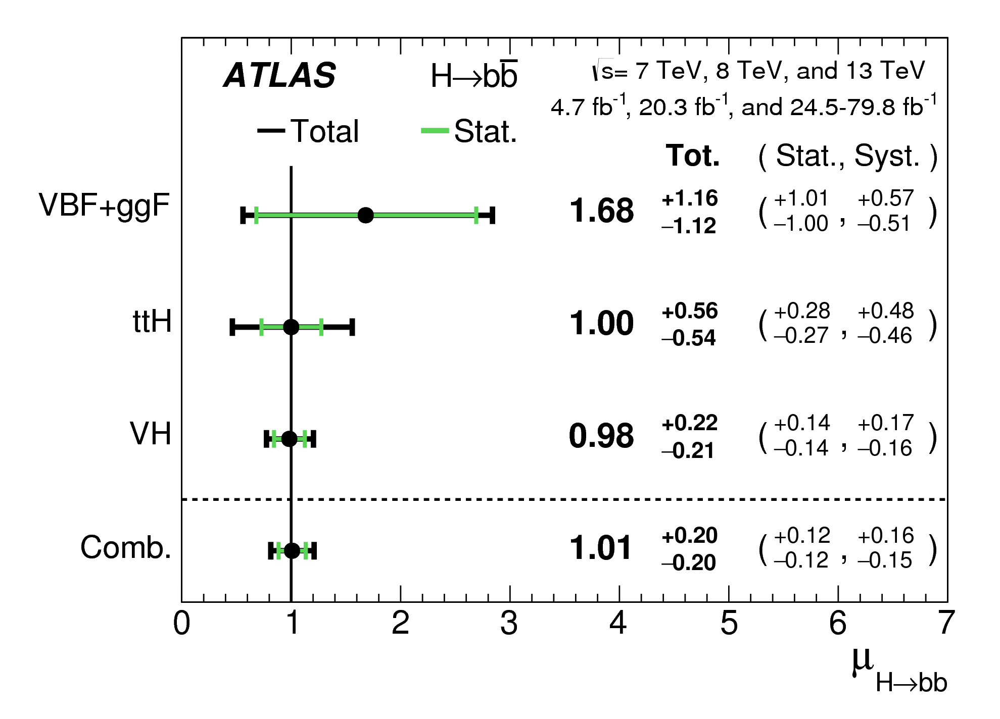 ATLAS H→bb̄ √s= 7 TeV, 8 TeV, and 13 TeV
4.7 fb-1, 20.3 fb-1, and 24.5-79.8 fb-1
Total Stat.
Tot. ( Stat., Syst. )
VBF+ggF 1.68 +1.16 −1.12 ( +1.01 −1.00 , +0.57 −0.51 )
ttH 1.00 +0.56 −0.54 ( +0.28 −0.27 , +0.48 −0.46 )
VH 0.98 +0.22 −0.21 ( +0.14 −0.14 , +0.17 −0.16 )
Comb. 1.01 +0.20 −0.20 ( +0.12 −0.12 , +0.16 −0.15 )
0 1 2 3 4 5 6 7
μ H→bb